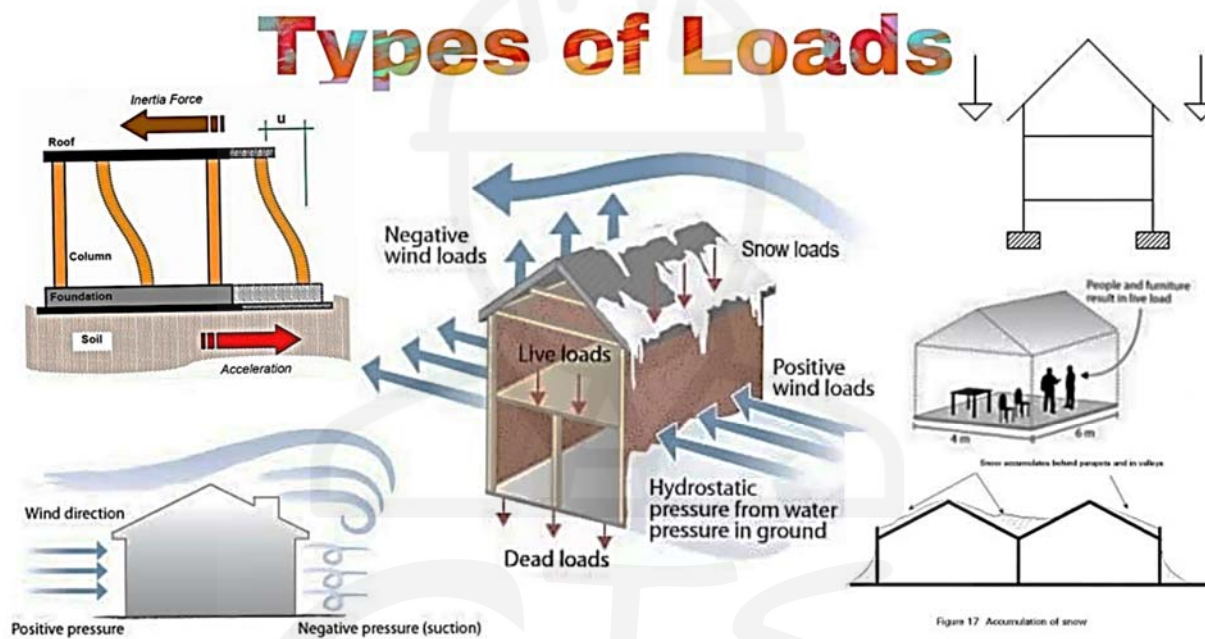 Types of Loads
Inertia Force
u
Roof
Column
Foundation
Soil
Acceleration
Negative
wind loads
Snow loads
Live loads
Positive
wind loads
Hydrostatic
pressure from water
pressure in ground
Dead loads
People and furniture
result in live load
4 m
6 m
Wind direction
Positive pressure
Negative pressure (suction)
Snow accumulates behind parapets and in valleys
Figure 17 Accumulation of snow